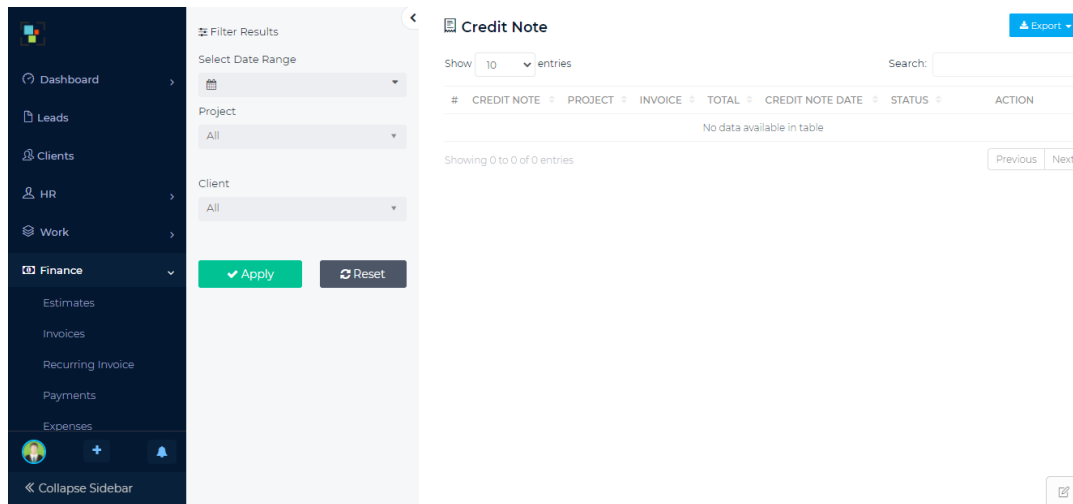 Dashboard
Leads
Clients
HR
Work
Finance
Estimates
Invoices
Recurring Invoice
Payments
Expenses
Collapse Sidebar
Filter Results
Select Date Range
Project
All
Client
All
Apply
Reset
Credit Note
Export
Show 10 entries
Search:
# CREDIT NOTE PROJECT INVOICE TOTAL CREDIT NOTE DATE STATUS ACTION
No data available in table
Showing 0 to 0 of 0 entries
Previous Next